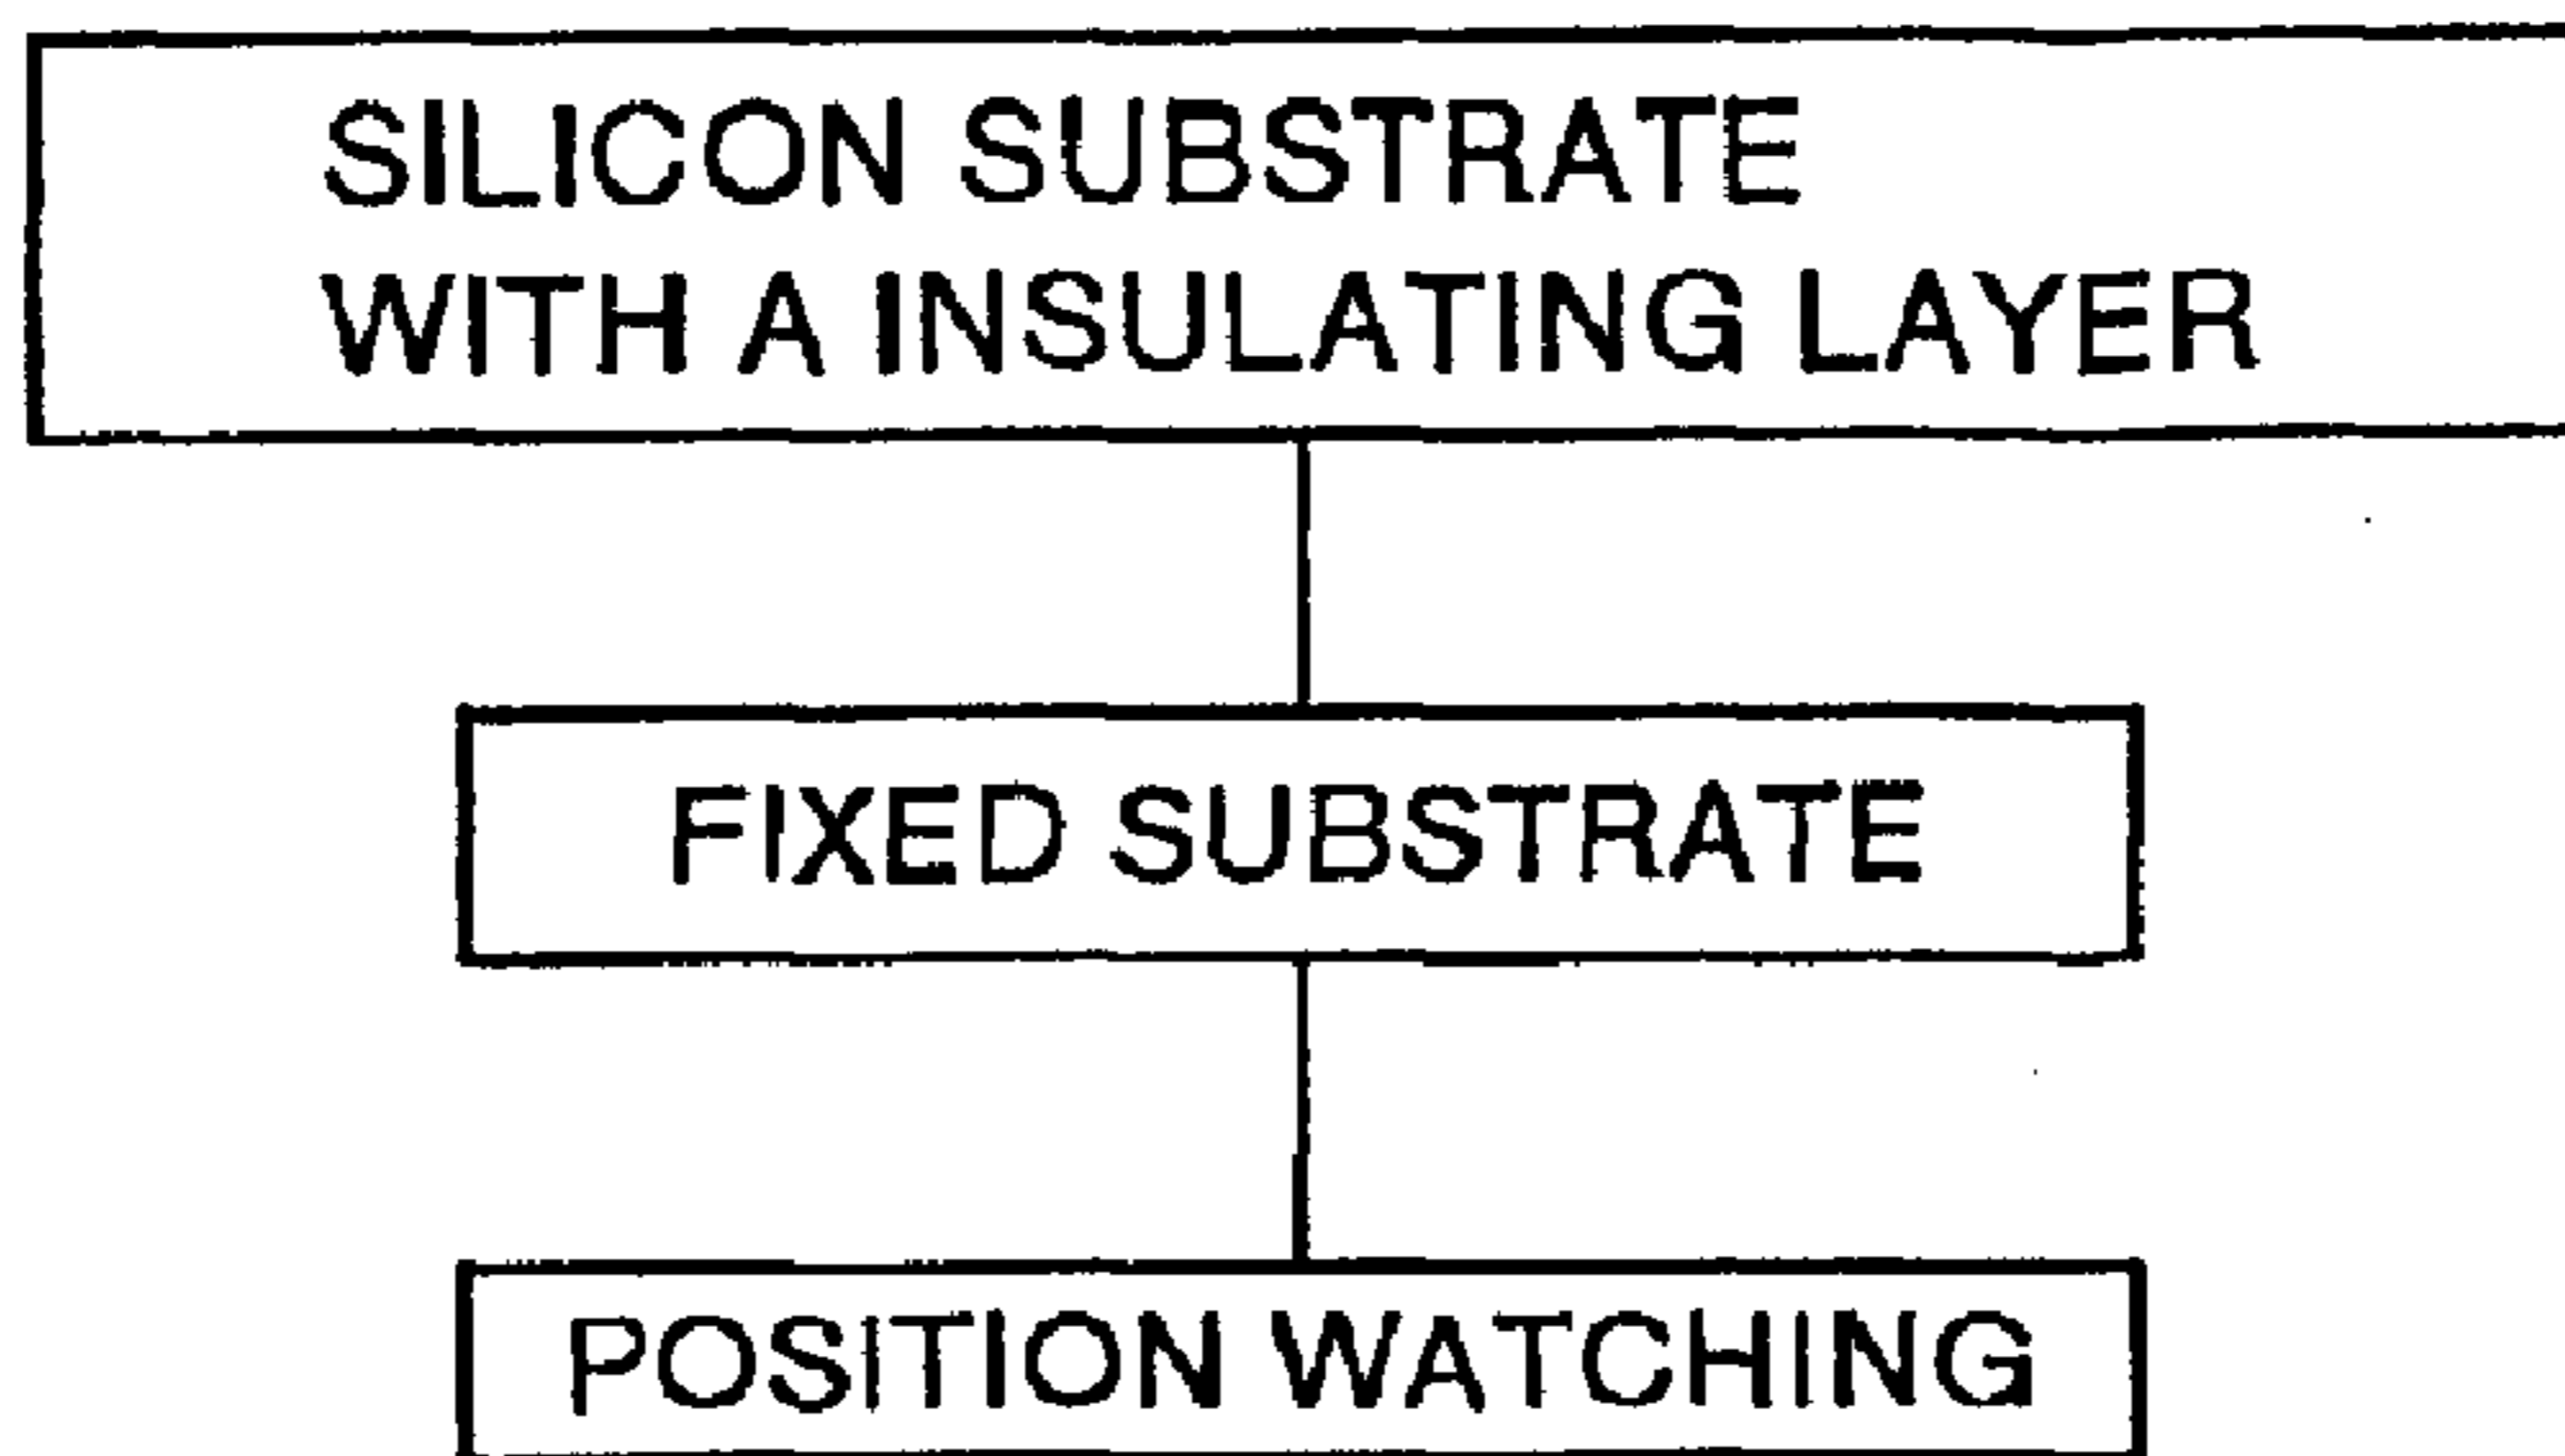 SILICON SUBSTRATE
WITH A INSULATING LAYER
FIXED SUBSTRATE
POSITION WATCHING